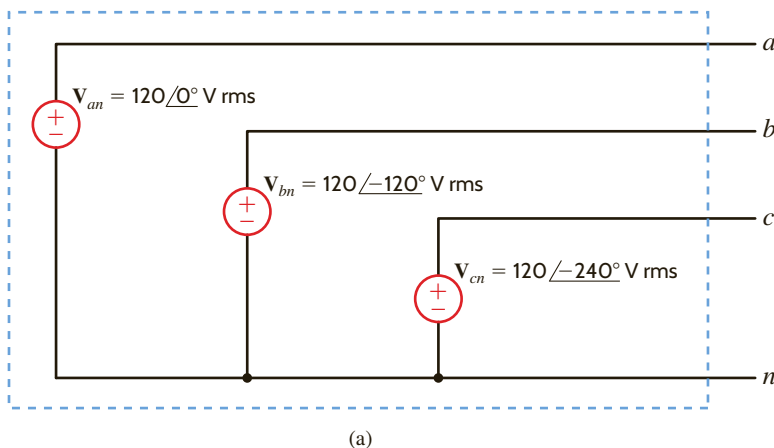 a
V_an = 120/0° V rms
+
−
b
V_bn = 120/−120° V rms
+
−
c
V_cn = 120/−240° V rms
+
−
n
(a)